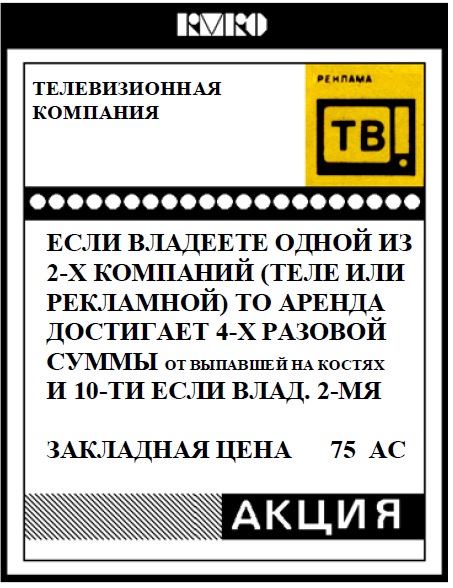 RVRO
ТЕЛЕВИЗИОННАЯ
КОМПАНИЯ
РЕКЛАМА
ТВ
ЕСЛИ ВЛАДЕЕТЕ ОДНОЙ ИЗ
2-Х КОМПАНИЙ (ТЕЛЕ ИЛИ
РЕКЛАМНОЙ) ТО АРЕНДА
ДОСТИГАЕТ 4-Х РАЗОВОЙ
СУММЫ ОТ ВЫПАВШЕЙ НА КОСТЯХ
И 10-ТИ ЕСЛИ ВЛАД. 2-МЯ
ЗАКЛАДНАЯ ЦЕНА 75 АС
АКЦИЯ